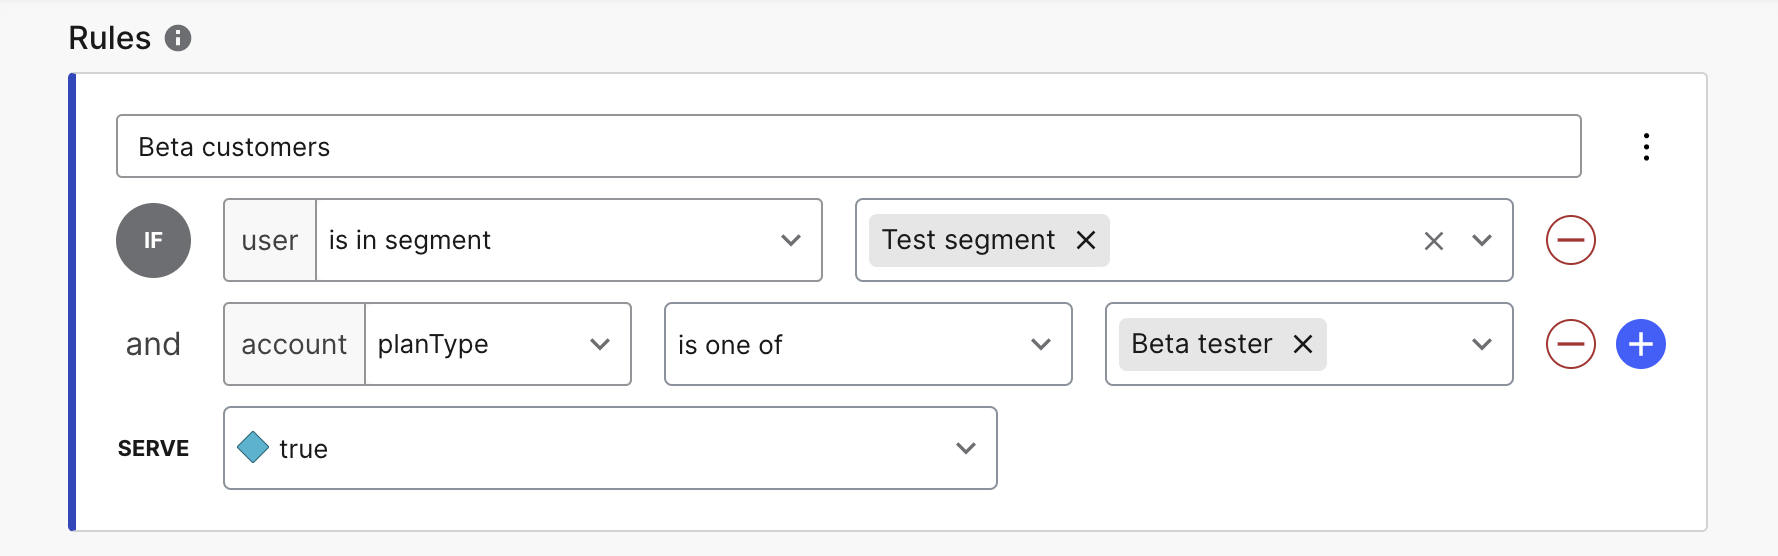 Rules
Beta customers
IF user is in segment Test segment
and account planType is one of Beta tester
SERVE true